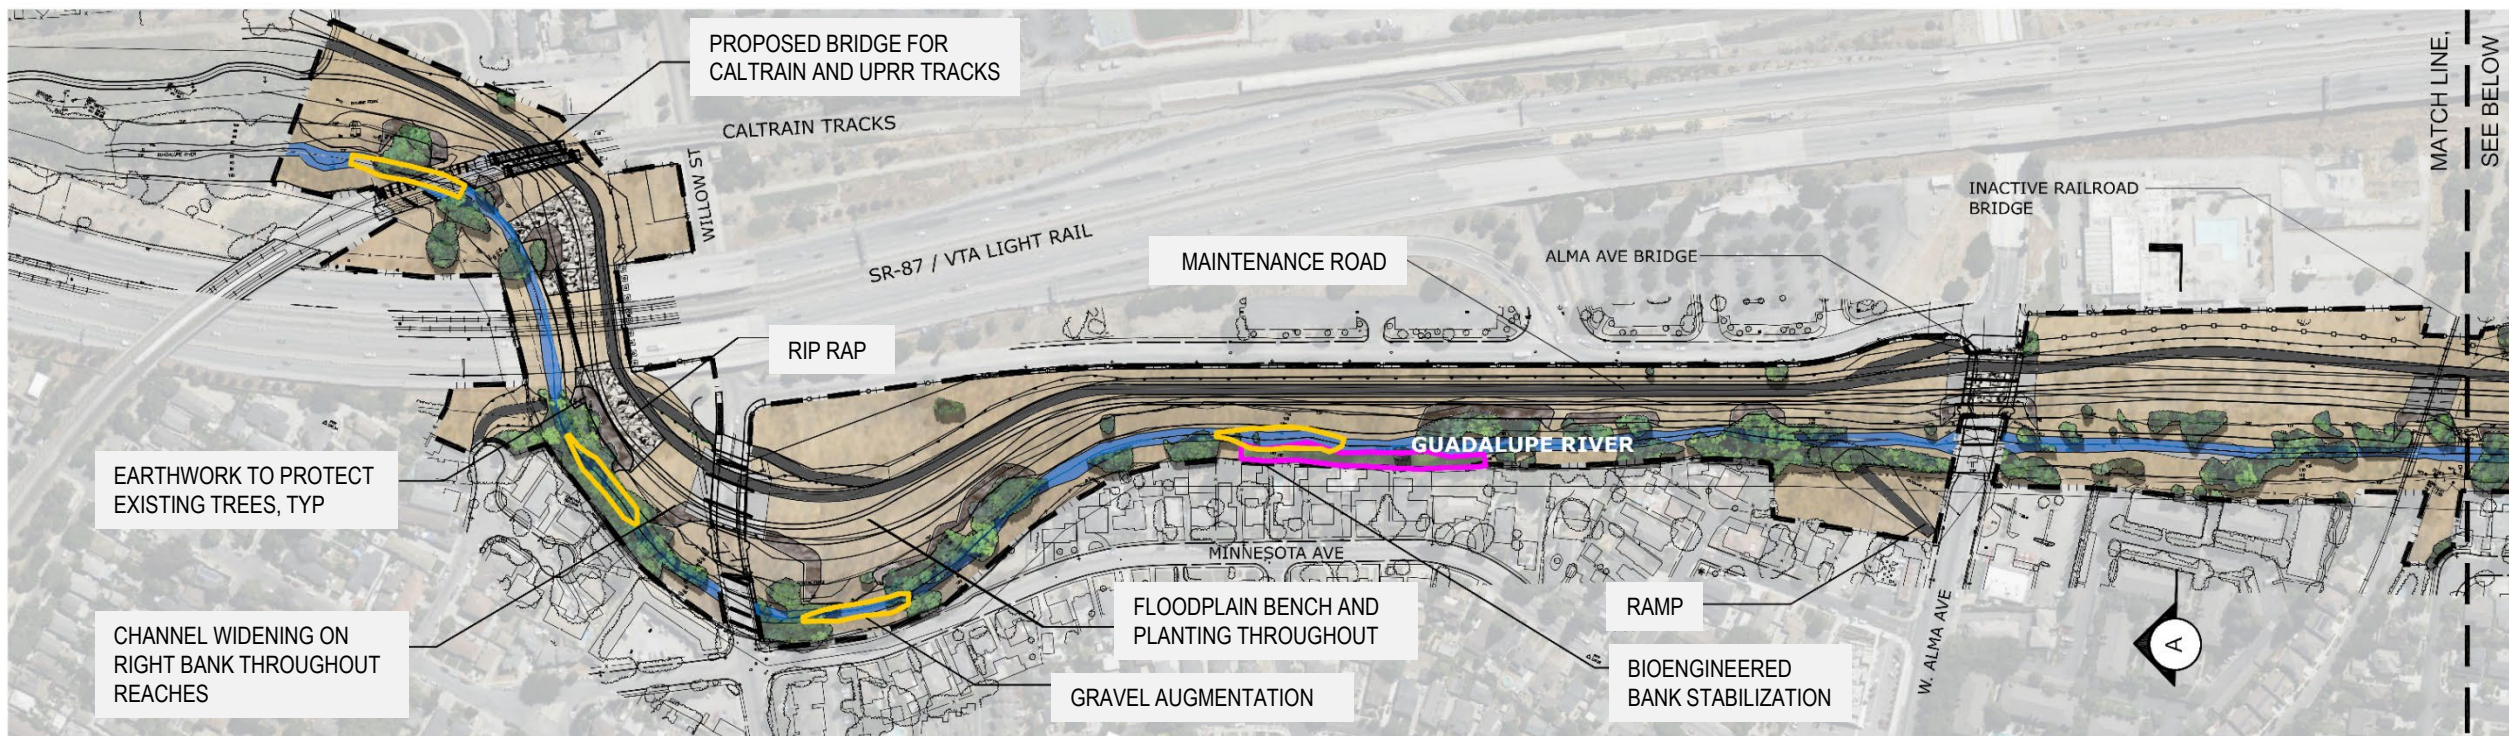 PROPOSED BRIDGE FOR
CALTRAIN AND UPRR TRACKS
CALTRAIN TRACKS
WILLOW ST
SR-87 / VTA LIGHT RAIL
MATCH LINE,
SEE BELOW
INACTIVE RAILROAD
BRIDGE
MAINTENANCE ROAD
ALMA AVE BRIDGE
RIP RAP
GUADALUPE RIVER
EARTHWORK TO PROTECT
EXISTING TREES, TYP
MINNESOTA AVE
CHANNEL WIDENING ON
RIGHT BANK THROUGHOUT
REACHES
FLOODPLAIN BENCH AND
PLANTING THROUGHOUT
RAMP
W. ALMA AVE
A
GRAVEL AUGMENTATION
BIOENGINEERED
BANK STABILIZATION